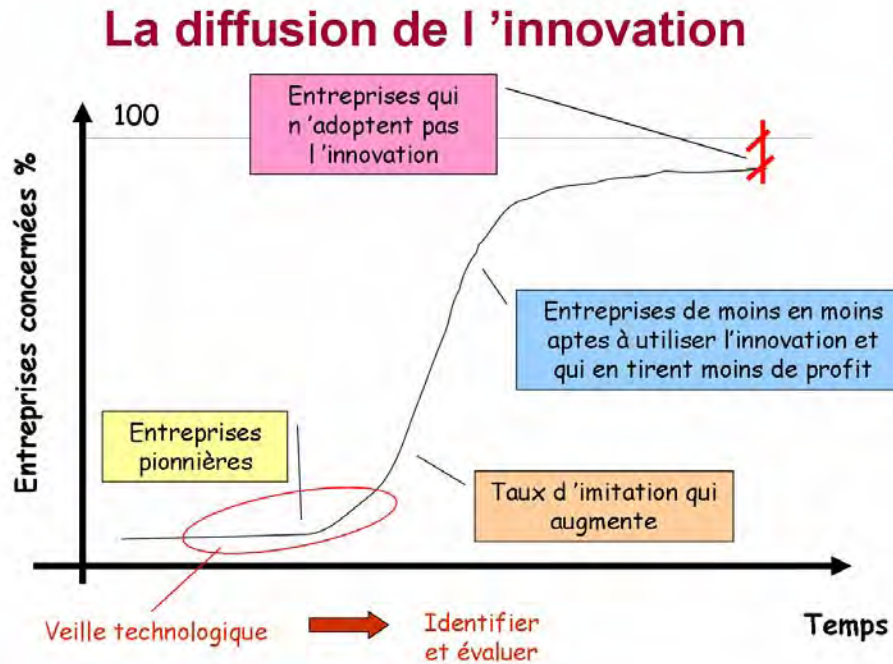 La diffusion de l ’innovation
100
Entreprises qui
n ’adoptent pas
l ’innovation
Entreprises concernées %
Entreprises de moins en moins
aptes à utiliser l’innovation et
qui en tirent moins de profit
Entreprises
pionnières
Taux d ’imitation qui
augmente
Veille technologique
Identifier
et évaluer
Temps